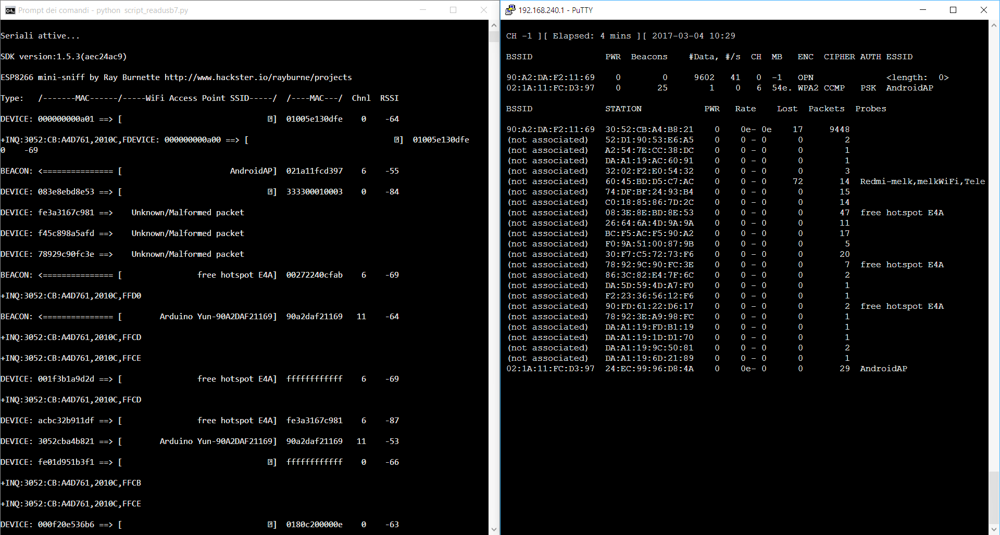 Prompt dei comandi - python  script_readusb7.py
Seriali attive...
SDK version:1.5.3(aec24ac9)
ESP8266 mini-sniff by Ray Burnette http://www.hackster.io/rayburne/projects
Type:   /-------MAC------/-----WiFi Access Point SSID-----/  /----MAC---/  Chnl  RSSI
DEVICE: 000000000a01 ==> [                               ⍰]  01005e130dfe    0    -64
+INQ:3052:CB:A4D761,2010C,FDEVICE: 000000000a00 ==> [                               ⍰]  01005e130dfe
0    -69
BEACON: <=============== [                       AndroidAP]  021a11fcd397    6    -55
DEVICE: 083e8ebd8e53 ==> [                               ⍰]  333300010003    0    -84
DEVICE: fe3a3167c981 ==>    Unknown/Malformed packet
DEVICE: f45c898a5afd ==>    Unknown/Malformed packet
DEVICE: 78929c90fc3e ==>    Unknown/Malformed packet
BEACON: <=============== [                free hotspot E4A]  00272240cfab    6    -69
+INQ:3052:CB:A4D761,2010C,FFD0
BEACON: <=============== [        Arduino Yun-90A2DAF21169]  90a2daf21169   11    -64
+INQ:3052:CB:A4D761,2010C,FFCD
+INQ:3052:CB:A4D761,2010C,FFCE
DEVICE: 001f3b1a9d2d ==> [                free hotspot E4A]  ffffffffffff    6    -69
+INQ:3052:CB:A4D761,2010C,FFCD
DEVICE: acbc32b911df ==> [                free hotspot E4A]  fe3a3167c981    6    -87
DEVICE: 3052cba4b821 ==> [        Arduino Yun-90A2DAF21169]  90a2daf21169   11    -53
DEVICE: fe01d951b3f1 ==> [                               ⍰]  ffffffffffff    0    -66
+INQ:3052:CB:A4D761,2010C,FFCB
+INQ:3052:CB:A4D761,2010C,FFCE
DEVICE: 000f20e536b6 ==> [                               ⍰]  0180c200000e    0    -63
192.168.240.1 - PuTTY
CH -1 ][ Elapsed: 4 mins ][ 2017-03-04 10:29
BSSID              PWR  Beacons    #Data, #/s  CH  MB   ENC  CIPHER AUTH ESSID
90:A2:DA:F2:11:69    0        0     9602   41   0  -1   OPN              <length:  0>
02:1A:11:FC:D3:97    0       25        1    0   6  54e. WPA2 CCMP   PSK  AndroidAP
BSSID              STATION            PWR   Rate    Lost  Packets  Probes
90:A2:DA:F2:11:69  30:52:CB:A4:B8:21    0    0e- 0e    17     9448
(not associated)   52:D1:90:53:E6:A5    0    0 - 0      0        2
(not associated)   A2:54:7E:CC:38:DC    0    0 - 0      0        1
(not associated)   DA:A1:19:AC:60:91    0    0 - 0      0        1
(not associated)   32:02:F2:E0:54:32    0    0 - 0      0        3
(not associated)   60:45:BD:D5:C7:AC    0    0 - 0     72       14  Redmi-melk,melkWiFi,Tele
(not associated)   74:DF:BF:24:93:B4    0    0 - 0      0       15
(not associated)   C0:18:85:86:7D:2C    0    0 - 0      0       14
(not associated)   08:3E:8E:BD:8E:53    0    0 - 0      0       47  free hotspot E4A
(not associated)   26:64:6A:4D:9A:9A    0    0 - 0      0       11
(not associated)   BC:F5:AC:F5:90:A2    0    0 - 0      0       17
(not associated)   F0:9A:51:00:87:9B    0    0 - 0      0        5
(not associated)   30:F7:C5:72:73:F6    0    0 - 0      0       20
(not associated)   78:92:9C:90:FC:3E    0    0 - 0      0        7  free hotspot E4A
(not associated)   86:3C:82:E4:7F:6C    0    0 - 0      0        2
(not associated)   DA:5D:59:4D:A7:F0    0    0 - 0      0        1
(not associated)   F2:23:36:56:12:F6    0    0 - 0      0        1
(not associated)   90:FD:61:22:D6:17    0    0 - 0      0        2  free hotspot E4A
(not associated)   78:92:3E:A9:98:FC    0    0 - 0      0        1
(not associated)   DA:A1:19:FD:B1:19    0    0 - 0      0        1
(not associated)   DA:A1:19:1D:D1:70    0    0 - 0      0        1
(not associated)   DA:A1:19:9C:50:81    0    0 - 0      0        2
(not associated)   DA:A1:19:6D:21:89    0    0 - 0      0        1
02:1A:11:FC:D3:97  24:EC:99:96:D8:4A    0    0e- 0      0       29  AndroidAP